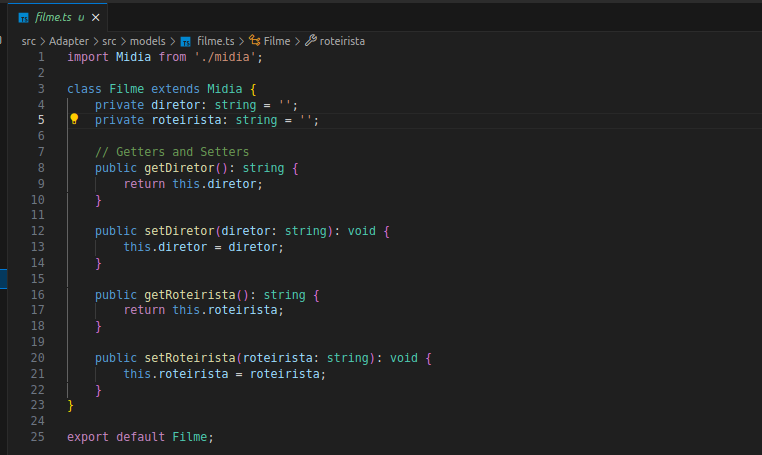 filme.ts U ×
src > Adapter > src > models > TS filme.ts > Filme > roteirista
1 import Midia from './midia';
2
3 class Filme extends Midia {
4     private diretor: string = '';
5     private roteirista: string = '';
6
7     // Getters and Setters
8     public getDiretor(): string {
9         return this.diretor;
10     }
11
12     public setDiretor(diretor: string): void {
13         this.diretor = diretor;
14     }
15
16     public getRoteirista(): string {
17         return this.roteirista;
18     }
19
20     public setRoteirista(roteirista: string): void {
21         this.roteirista = roteirista;
22     }
23 }
24
25 export default Filme;